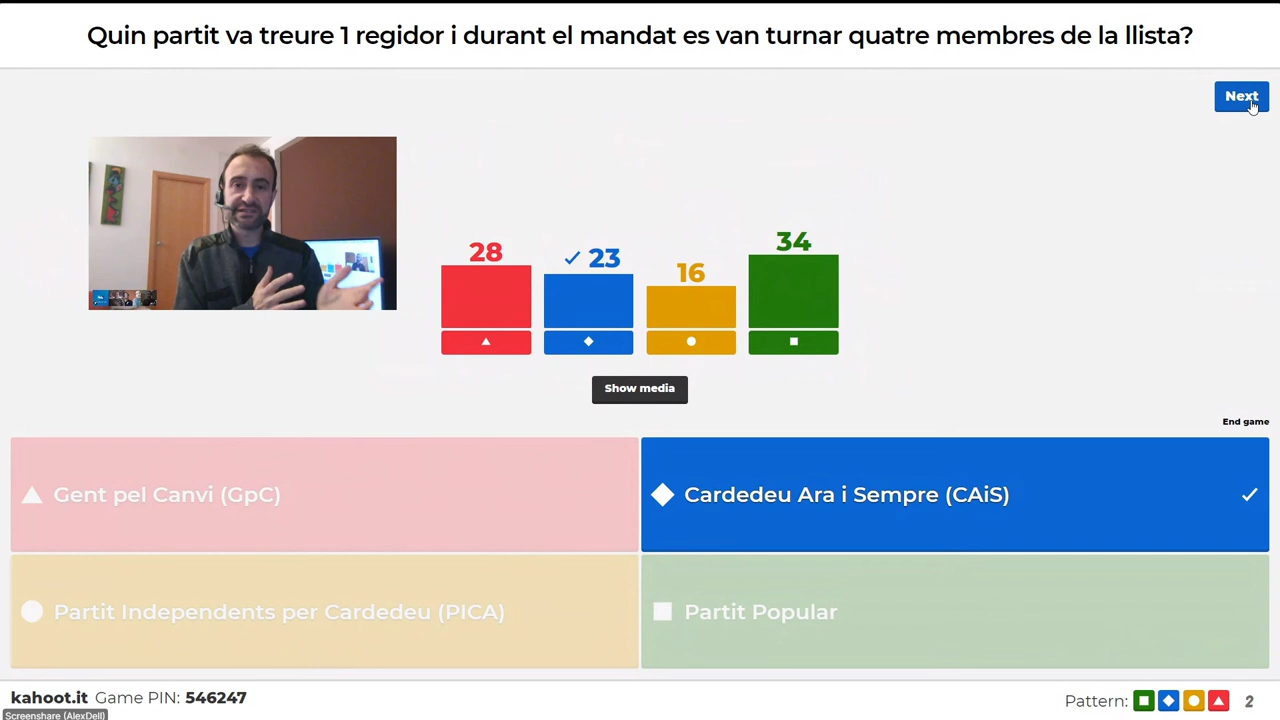 Quin partit va treure 1 regidor i durant el mandat es van turnar quatre membres de la llista?
Next
28
23
16
34
Show media
End game
Gent pel Canvi (GpC)
Cardedeu Ara i Sempre (CAiS)
Partit Independents per Cardedeu (PICA)
Partit Popular
kahoot.it Game PIN: 546247
Pattern: 2
Screenshare (AlexDell)